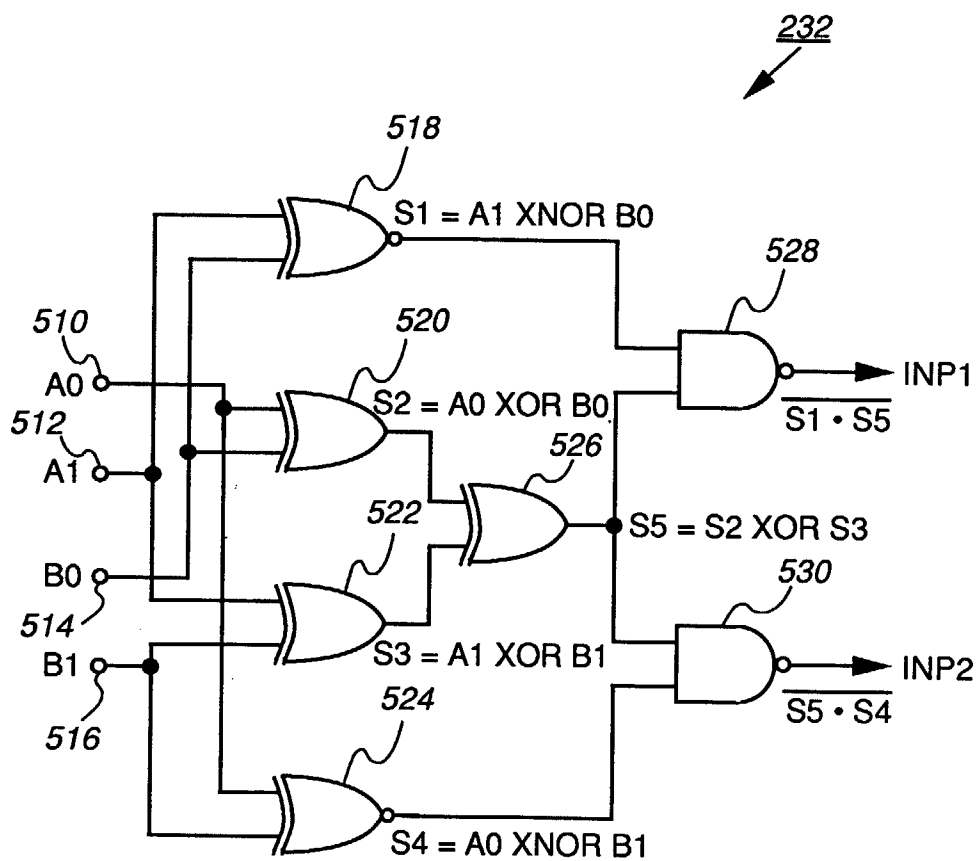 232
518
S1 = A1 XNOR B0
528
510
520
A0
INP1
S2 = A0 XOR B0
S1 • S5
512
526
A1
522
S5 = S2 XOR S3
B0
530
514
S3 = A1 XOR B1
B1
INP2
524
S5 • S4
516
S4 = A0 XNOR B1